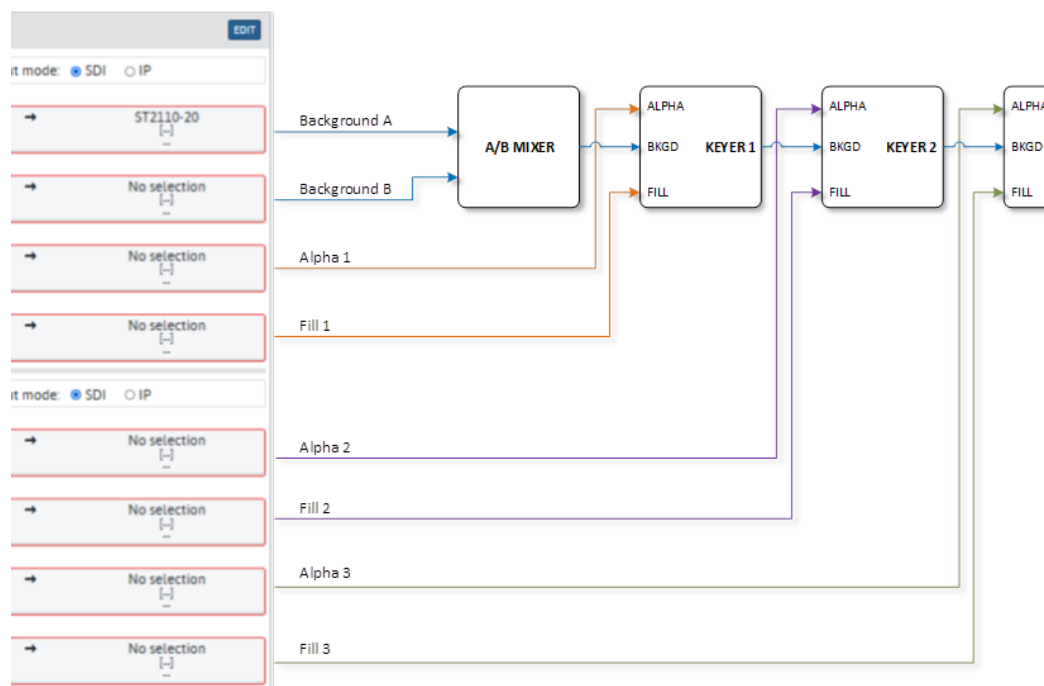 EDIT
ut mode: SDI IP
→ ST2110-20
[--]
--
→ No selection
[--]
--
→ No selection
[--]
--
→ No selection
[--]
--
ut mode: SDI IP
→ No selection
[--]
--
→ No selection
[--]
--
→ No selection
[--]
--
→ No selection
[--]
--
Background A
Background B
Alpha 1
Fill 1
Alpha 2
Fill 2
Alpha 3
Fill 3
A/B MIXER
ALPHA
BKGD KEYER 1
FILL
ALPHA
BKGD KEYER 2
FILL
ALPHA
BKGD
FILL